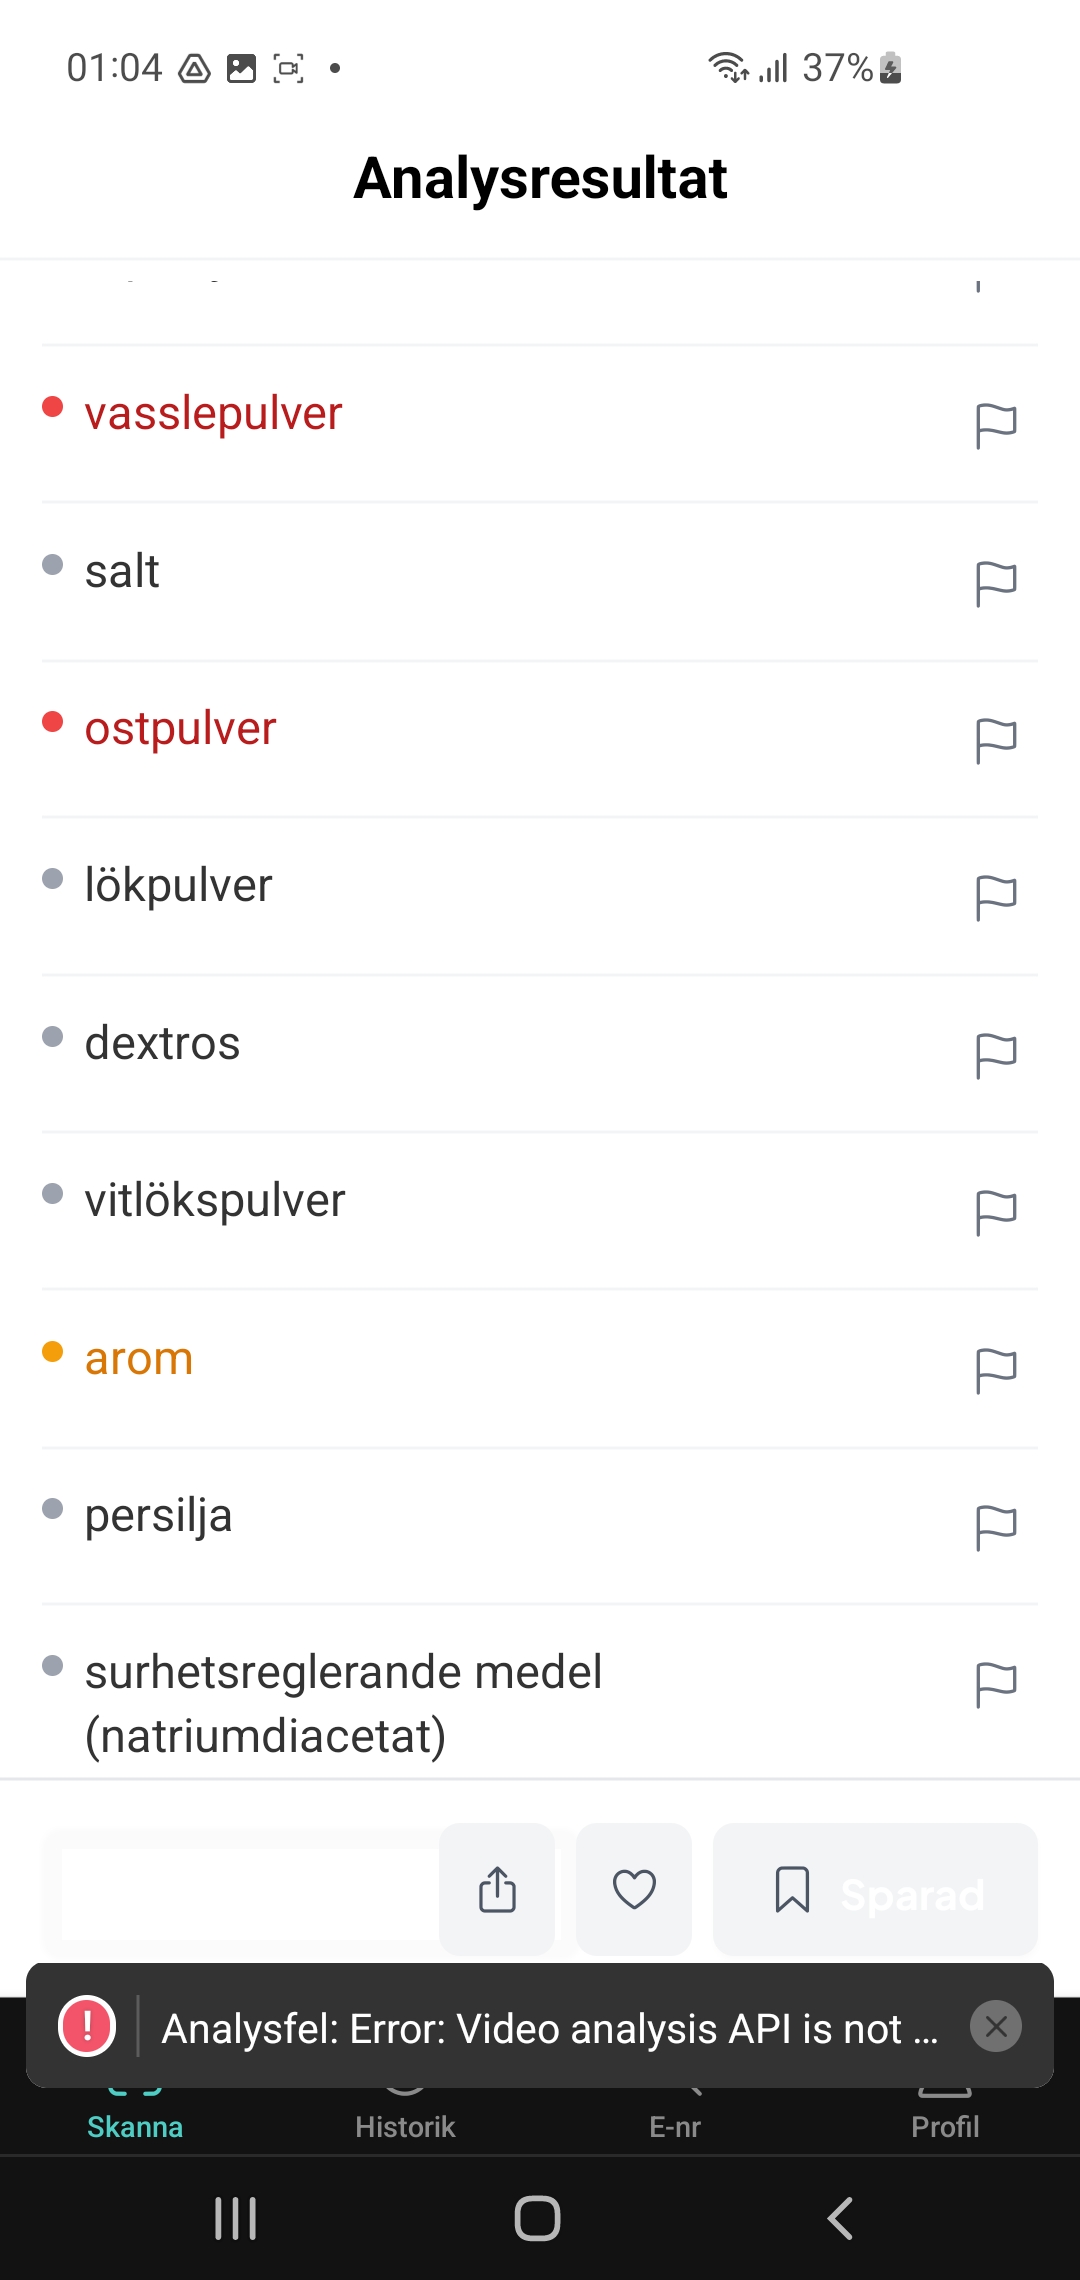 01:04
37%
Analysresultat
vasslepulver
salt
ostpulver
lökpulver
dextros
vitlökspulver
arom
persilja
surhetsreglerande medel
(natriumdiacetat)
Sparad
Analysfel: Error: Video analysis API is not ...
Skanna
Historik
E-nr
Profil